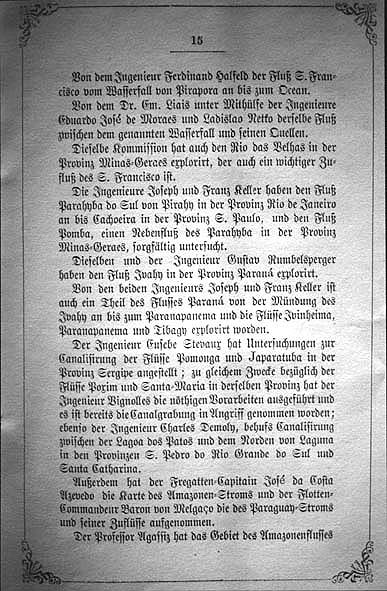 15
Von dem Ingenieur Ferdinand Halfeld der Fluß S. Fran-
cisco vom Wasserfall von Pirapora an bis zum Ocean.
Von dem Dr. Em. Liais unter Mithülfe der Ingenieure
Eduardo José de Moraes und Ladislao Netto derselbe Fluß
zwischen dem genannten Wasserfall und seinen Quellen.
Dieselbe Kommission hat auch den Rio das Velhas in der
Provinz Minas-Geraes explorirt, der auch ein wichtiger Zu-
fluß des S. Francisco ist.
Die Ingenieure Joseph und Franz Keller haben den Fluß
Parahyba do Sul von Pirahy in der Provinz Rio de Janeiro
an bis Cachoeira in der Provinz S. Paulo, und den Fluß
Pomba, einen Nebenfluß des Parahyba in der Provinz
Minas-Geraes, sorgfältig untersucht.
Dieselben und der Ingenieur Gustav Rumbelsperger
haben den Fluß Ivahy in der Provinz Paraná explorirt.
Von den beiden Ingenieurs Joseph und Franz Keller ist
auch ein Theil des Flusses Paraná von der Mündung des
Ivahy an bis zum Paranapanema und die Flüsse Ivinheima,
Paranapanema und Tibagy explorirt worden.
Der Ingenieur Eusebe Stevaux hat Untersuchungen zur
Canalisirung der Flüsse Pomonga und Japaratuba in der
Provinz Sergipe angestellt; zu gleichem Zwecke bezüglich der
Flüsse Poxim und Santa-Maria in derselben Provinz hat der
Ingenieur Vignolles die nöthigen Vorarbeiten ausgeführt und
es ist bereits die Canalgrabung in Angriff genommen worden;
ebenso der Ingenieur Charles Demoly, behufs Canalisirung
zwischen der Lagoa dos Patos und dem Norden von Laguna
in den Provinzen S. Pedro do Rio Grande do Sul und
Santa Catharina.
Außerdem hat der Fregatten-Capitain José da Costa
Azevedo die Karte des Amazonen-Stroms und der Flotten-
Commandeur Baron von Melgaço die des Paraguay-Stroms
und seiner Zuflüsse aufgenommen.
Der Professor Agassiz hat das Gebiet des Amazonenflusses